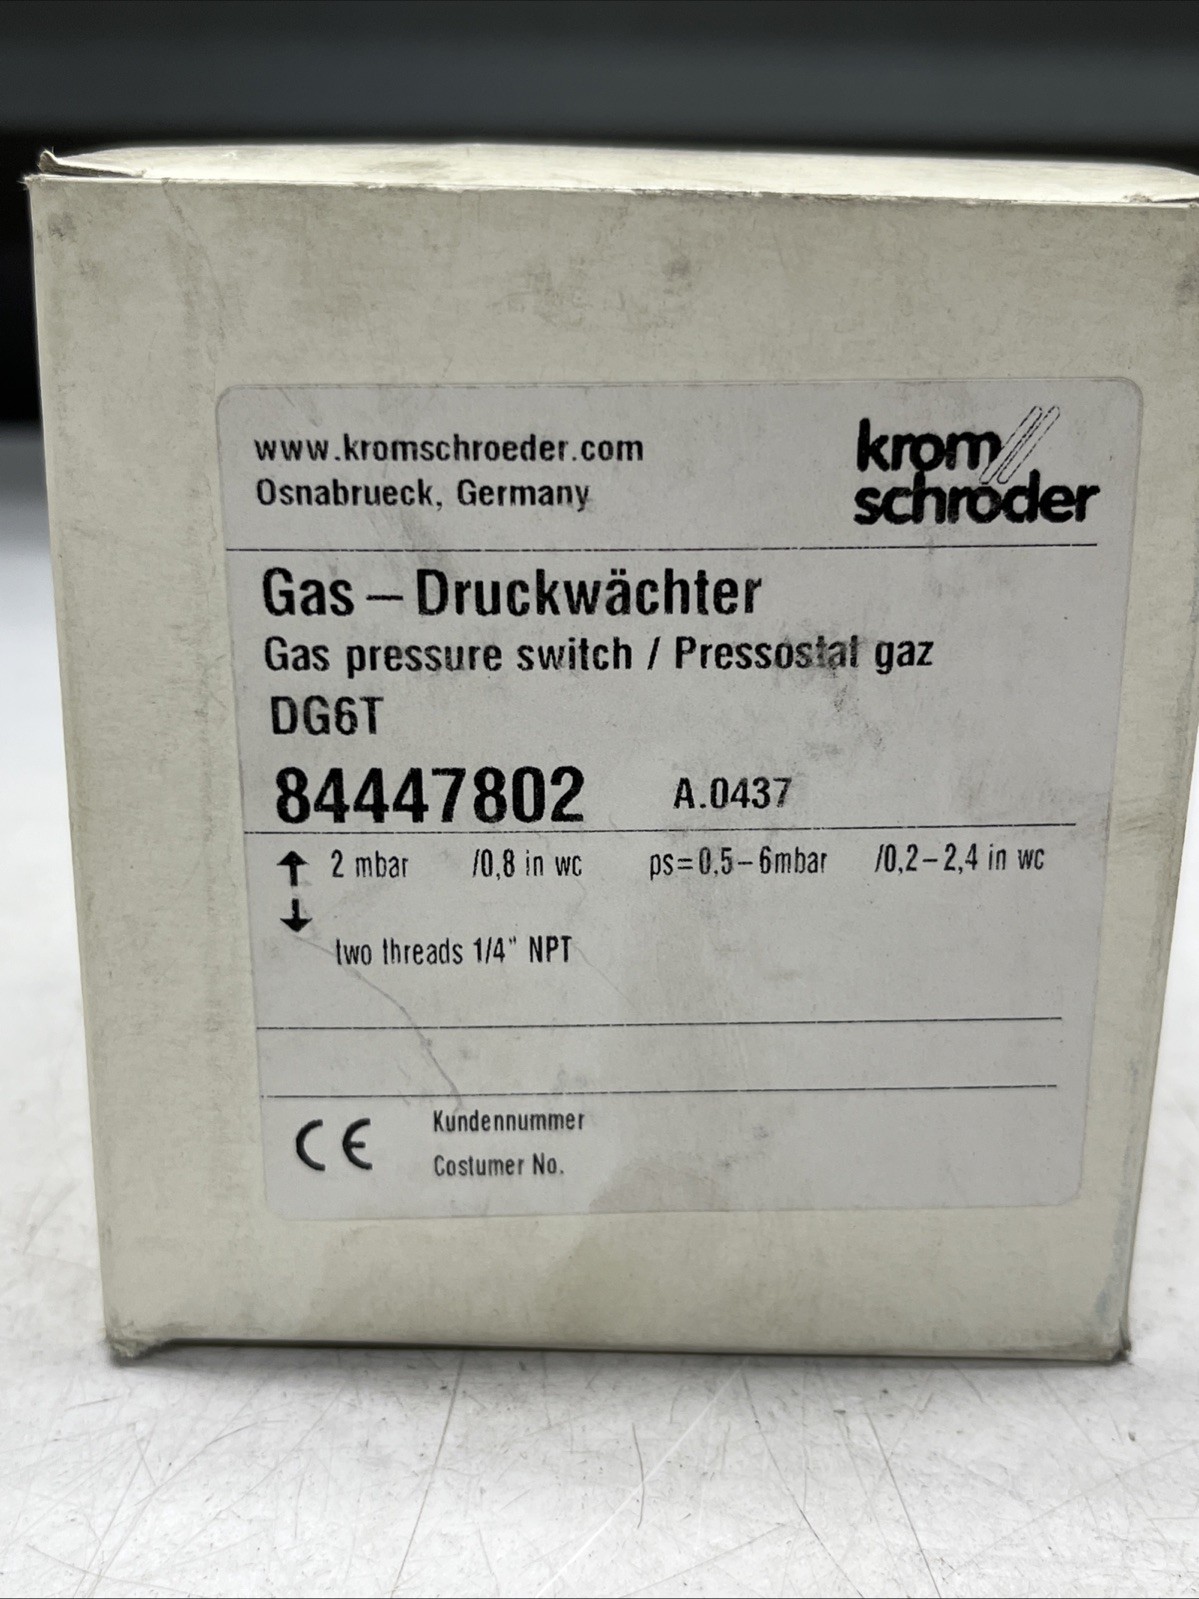 www.kromschroeder.com
Osnabrueck, Germany
krom
schröder
Gas – Druckwächter
Gas pressure switch / Pressostat gaz
DG6T
84447802 A.0437
↑ 2 mbar /0,8 in wc ps=0,5–6mbar /0,2–2,4 in wc
↓
two threads 1/4" NPT
CE Kundennummer
Costumer No.